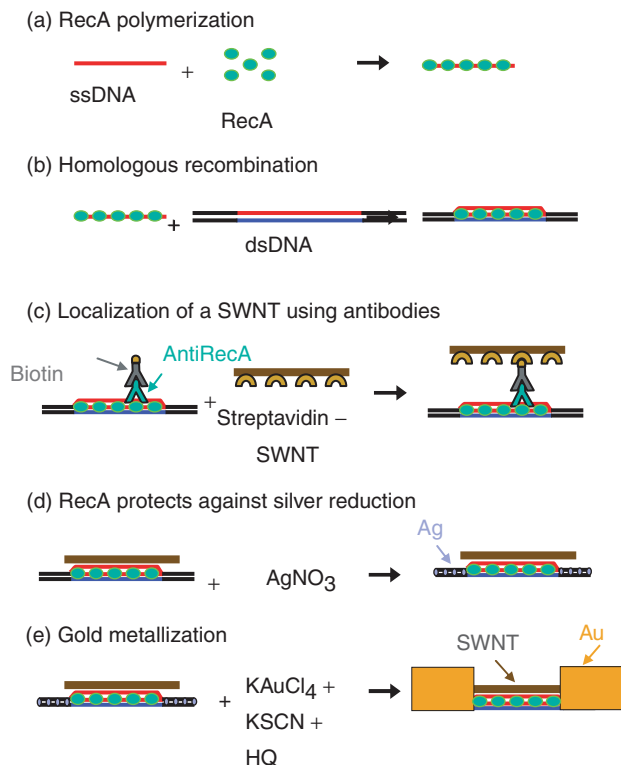 (a) RecA polymerization
+
ssDNA
RecA
(b) Homologous recombination
+
dsDNA
(c) Localization of a SWNT using antibodies
AntiRecA
Biotin
+
Streptavidin –
SWNT
(d) RecA protects against silver reduction
Ag
+ AgNO3
(e) Gold metallization
Au
SWNT
+ KAuCl4 +
KSCN +
HQ